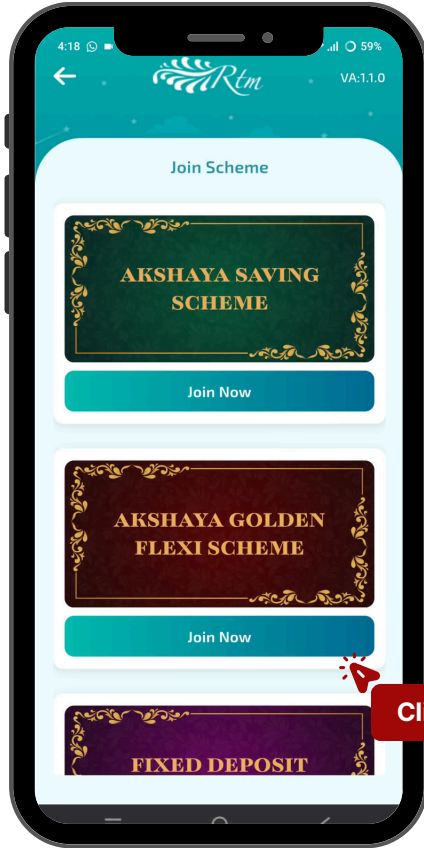 4:18
59%
Rtm
VA:1.1.0
Join Scheme
AKSHAYA SAVING
SCHEME
Join Now
AKSHAYA GOLDEN
FLEXI SCHEME
Join Now
FIXED DEPOSIT